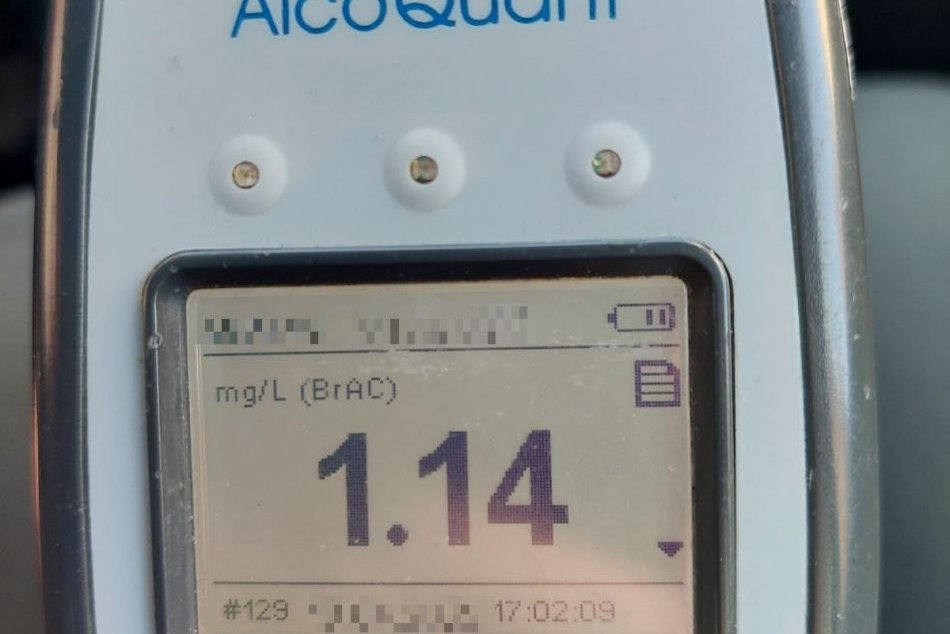 AlcoQuant
mg/L (BrAC)
1.14
#129 17:02:09